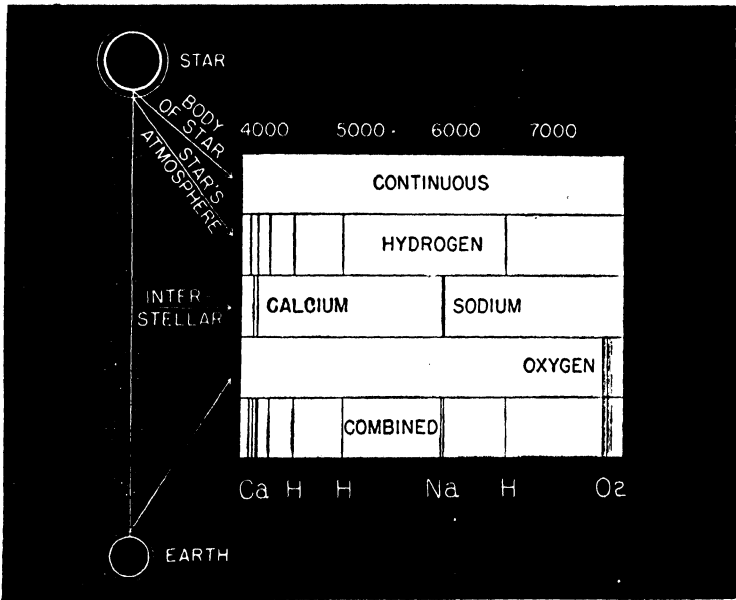 STAR
BODY
OF STAR
STAR'S
ATMOSPHERE
4000 5000 6000 7000
CONTINUOUS
HYDROGEN
INTER-
STELLAR
CALCIUM SODIUM
OXYGEN
COMBINED
Ca H H Na H O2
EARTH